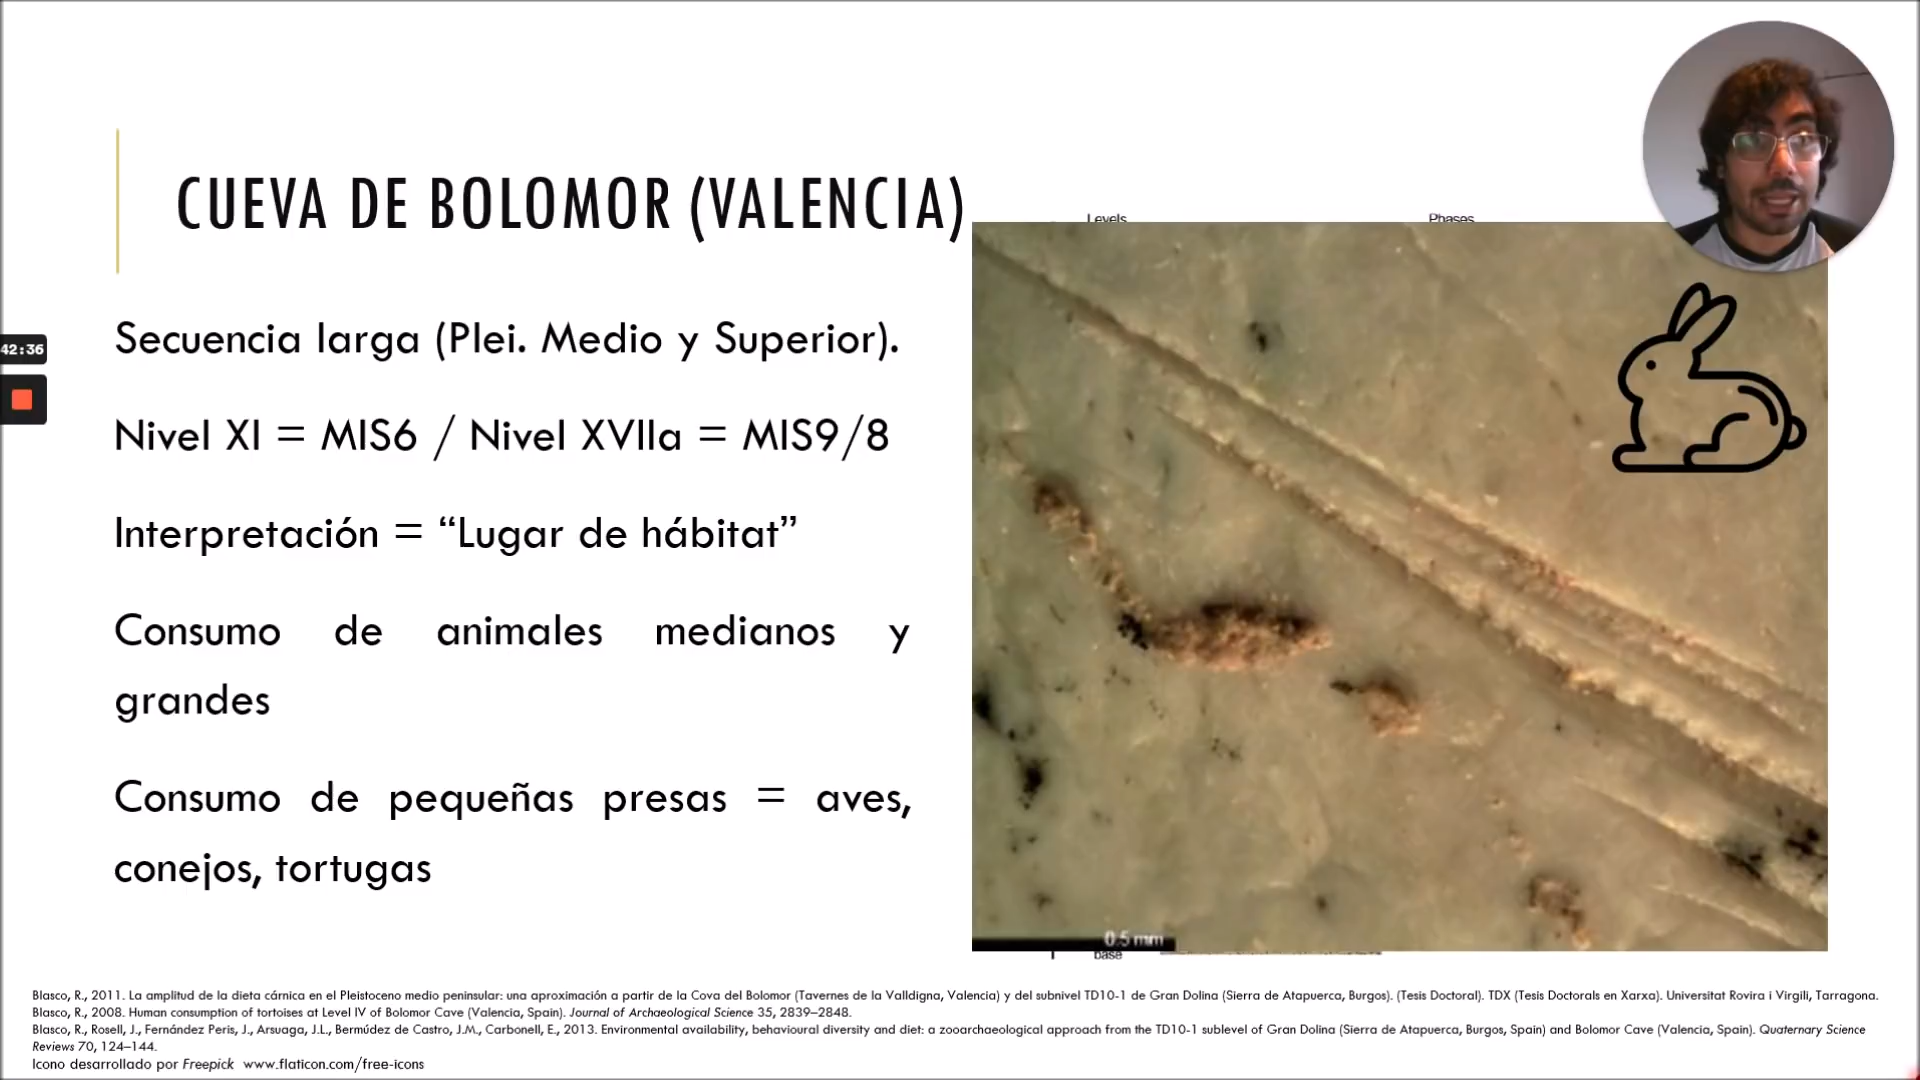 CUEVA DE BOLOMOR (VALENCIA)
Levels
Phases
Secuencia larga (Plei. Medio y Superior).
42:36
Nivel XI = MIS6 / Nivel XVIIa = MIS9/8
Interpretación = “Lugar de hábitat”
Consumo de animales medianos y
grandes
Consumo de pequeñas presas = aves,
conejos, tortugas
0.5 mm
base
Blasco, R., 2011. La amplitud de la dieta cárnica en el Pleistoceno medio peninsular: una aproximación a partir de la Cova del Bolomor (Tavernes de la Valldigna, Valencia) y del subnivel TD10-1 de Gran Dolina (Sierra de Atapuerca, Burgos). (Tesis Doctoral). TDX (Tesis Doctorals en Xarxa). Universitat Rovira i Virgili, Tarragona.
Blasco, R., 2008. Human consumption of tortoises at Level IV of Bolomor Cave (Valencia, Spain). Journal of Archaeological Science 35, 2839–2848.
Blasco, R., Rosell, J., Fernández Peris, J., Arsuaga, J.L., Bermúdez de Castro, J.M., Carbonell, E., 2013. Environmental availability, behavioural diversity and diet: a zooarchaeological approach from the TD10-1 sublevel of Gran Dolina (Sierra de Atapuerca, Burgos, Spain) and Bolomor Cave (Valencia, Spain). Quaternary Science
Reviews 70, 124–144.
Icono desarrollado por Freepick www.flaticon.com/free-icons